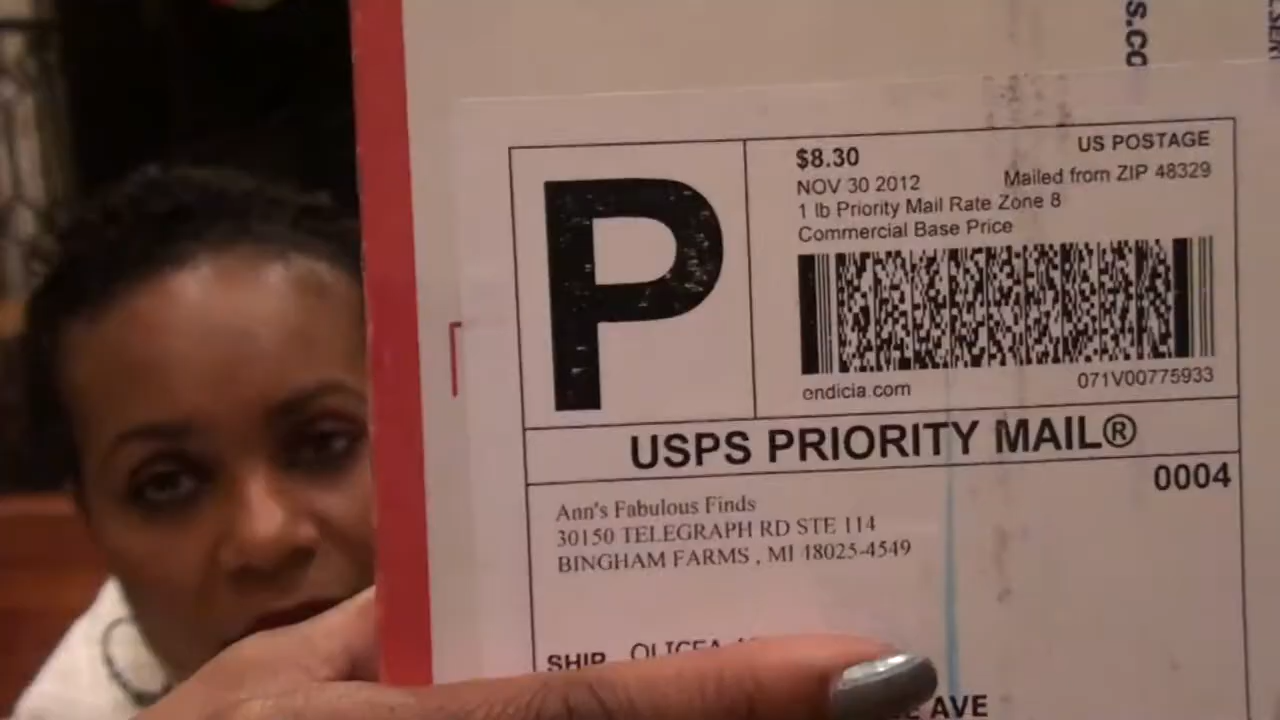 s.co
P
$8.30
US POSTAGE
NOV 30 2012
Mailed from ZIP 48329
1 lb Priority Mail Rate Zone 8
Commercial Base Price
endicia.com
071V00775933
USPS PRIORITY MAIL®
0004
Ann's Fabulous Finds
30150 TELEGRAPH RD STE 114
BINGHAM FARMS , MI 48025-4549
SHIP
AVE